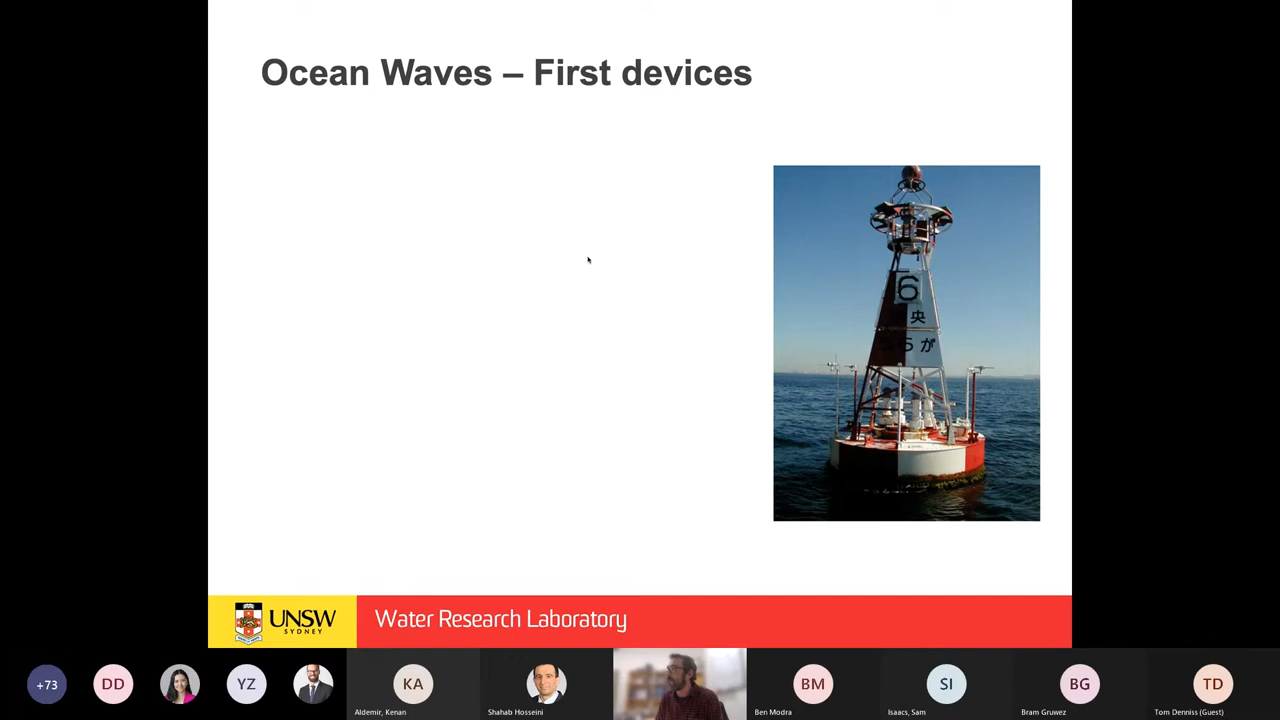 Ocean Waves – First devices
6
央
らが
UNSW
SYDNEY
Water Research Laboratory
+73
DD
YZ
KA
BM
SI
BG
TD
Aldemir, Kenan
Shahab Hosseini
Ben Modra
Isaacs, Sam
Bram Gruwez
Tom Denniss (Guest)